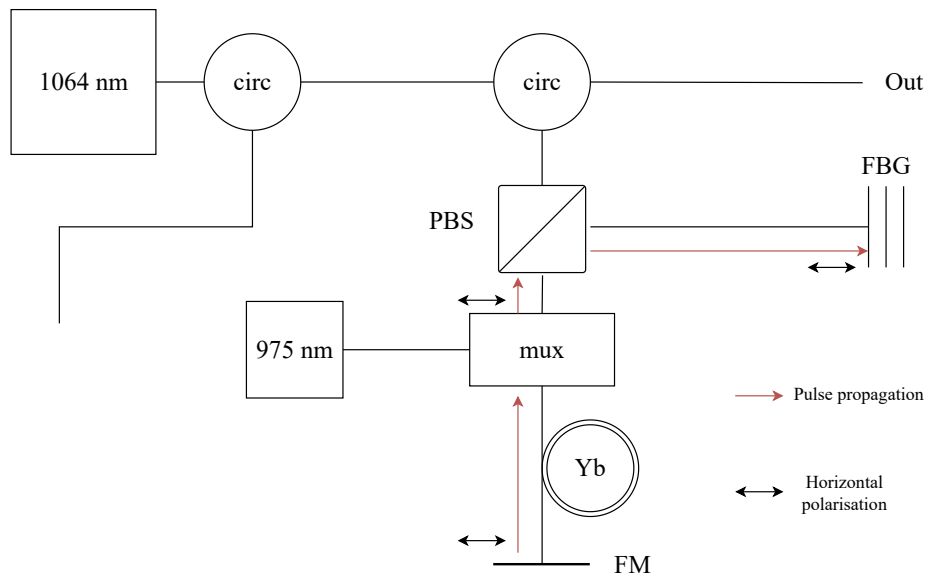 1064 nm
circ
circ
Out
FBG
PBS
975 nm
mux
Pulse propagation
Yb
Horizontal
polarisation
FM